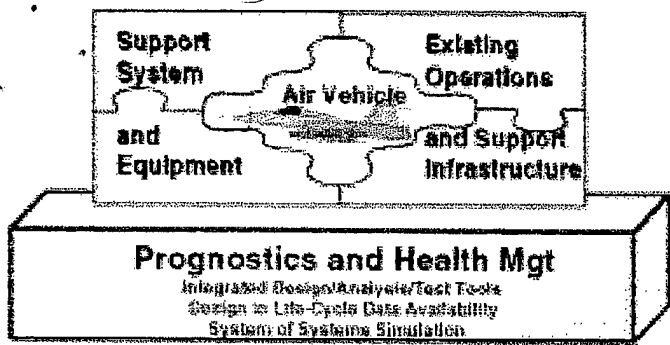 Support
System
Existing
Operations
Air Vehicle
and
Equipment
and Support
Infrastructure
Prognostics and Health Mgt
Integrated Design/Analysis/Test Tools
Design to Life-Cycle Data Availability
System of Systems Simulation